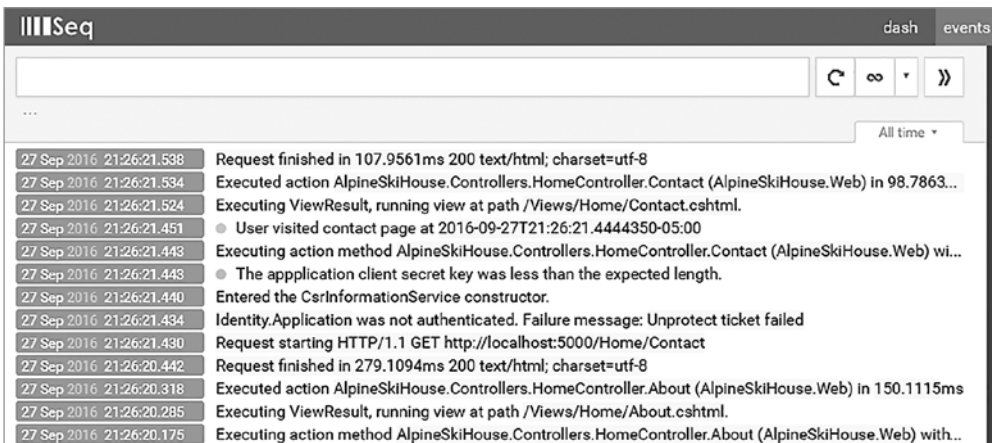 Seq
dash events
...
All time
27 Sep 2016 21:26:21.538 Request finished in 107.9561ms 200 text/html; charset=utf-8
27 Sep 2016 21:26:21.534 Executed action AlpineSkiHouse.Controllers.HomeController.Contact (AlpineSkiHouse.Web) in 98.7863...
27 Sep 2016 21:26:21.524 Executing ViewResult, running view at path /Views/Home/Contact.cshtml.
27 Sep 2016 21:26:21.451 User visited contact page at 2016-09-27T21:26:21.4444350-05:00
27 Sep 2016 21:26:21.443 Executing action method AlpineSkiHouse.Controllers.HomeController.Contact (AlpineSkiHouse.Web) wi...
27 Sep 2016 21:26:21.443 The appplication client secret key was less than the expected length.
27 Sep 2016 21:26:21.440 Entered the CsrInformationService constructor.
27 Sep 2016 21:26:21.434 Identity.Application was not authenticated. Failure message: Unprotect ticket failed
27 Sep 2016 21:26:21.430 Request starting HTTP/1.1 GET http://localhost:5000/Home/Contact
27 Sep 2016 21:26:20.442 Request finished in 279.1094ms 200 text/html; charset=utf-8
27 Sep 2016 21:26:20.318 Executed action AlpineSkiHouse.Controllers.HomeController.About (AlpineSkiHouse.Web) in 150.1115ms
27 Sep 2016 21:26:20.285 Executing ViewResult, running view at path /Views/Home/About.cshtml.
27 Sep 2016 21:26:20.175 Executing action method AlpineSkiHouse.Controllers.HomeController.About (AlpineSkiHouse.Web) with...